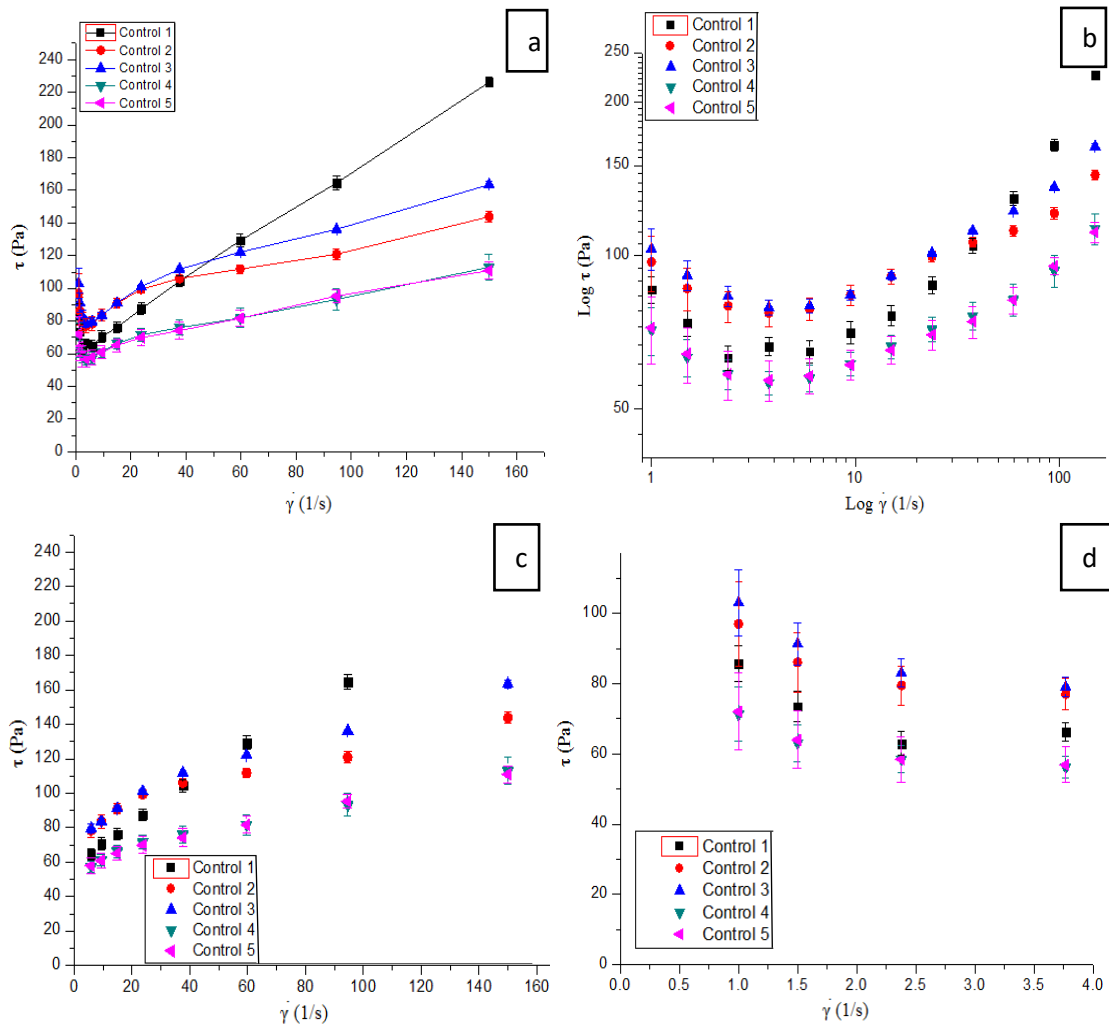 a
Control 1
Control 2
Control 3
Control 4
Control 5
240
220
200
180
160
140
120
100
80
60
40
20
0
τ (Pa)
0 20 40 60 80 100 120 140 160
γ̇ (1/s)
b
Control 1
Control 2
Control 3
Control 4
Control 5
250
200
150
100
50
Log τ (Pa)
1 10 100
Log γ̇ (1/s)
c
240
220
200
180
160
140
120
100
80
60
40
20
0
τ (Pa)
Control 1
Control 2
Control 3
Control 4
Control 5
0 20 40 60 80 100 120 140 160
γ̇ (1/s)
d
100
80
60
40
20
0
τ (Pa)
Control 1
Control 2
Control 3
Control 4
Control 5
0.0 0.5 1.0 1.5 2.0 2.5 3.0 3.5 4.0
γ̇ (1/s)